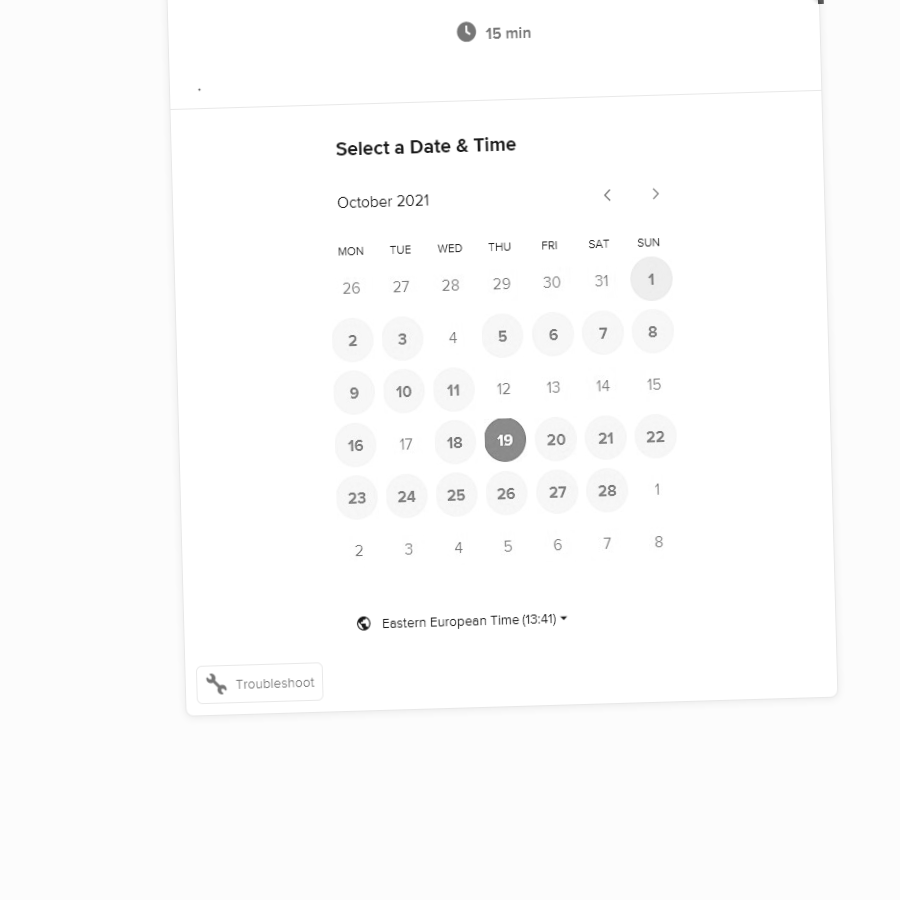 15 min
.
Select a Date & Time
October 2021
MON TUE WED THU FRI SAT SUN
26 27 28 29 30 31 1
2 3 4 5 6 7 8
9 10 11 12 13 14 15
16 17 18 19 20 21 22
23 24 25 26 27 28 1
2 3 4 5 6 7 8
Eastern European Time (13:41)
Troubleshoot